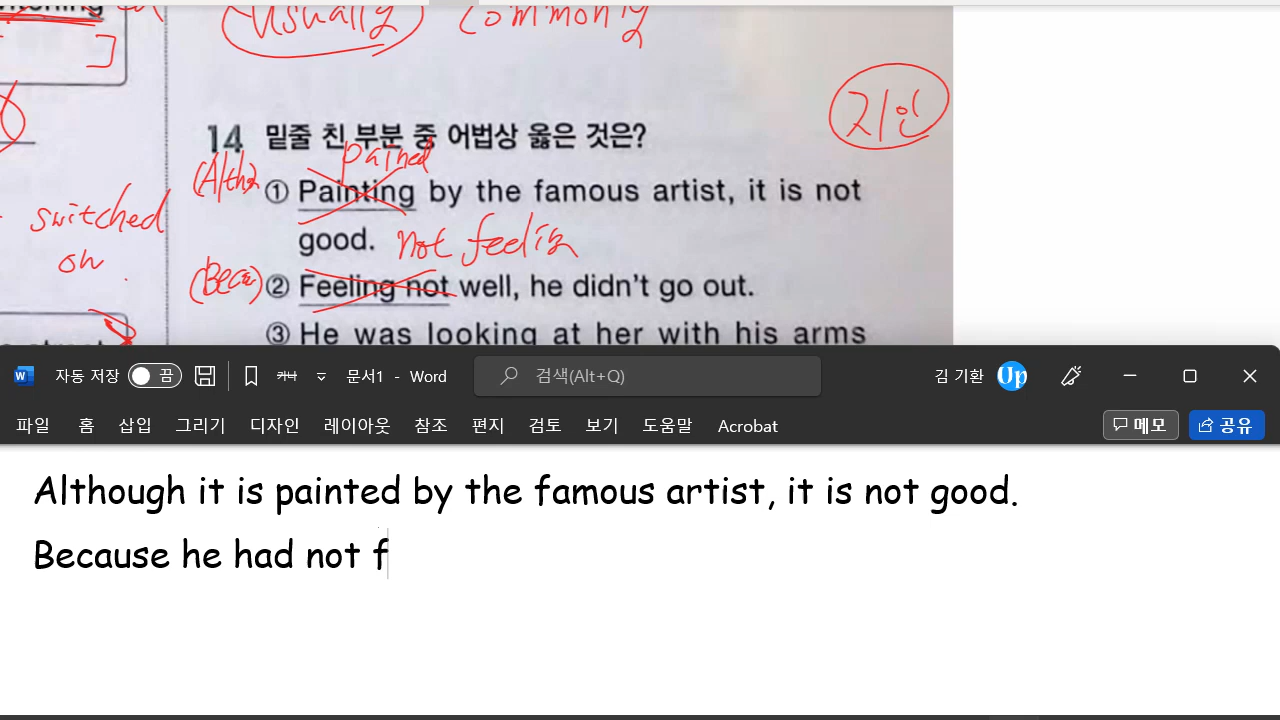 usually commonly
지인
14 밑줄 친 부분 중 어법상 옳은 것은?
pained
① Painting by the famous artist, it is not
switched
good. not
on
② Feeling not well, he didn't go out.
③ He was looking at her with his arms
자동 저장 끔 문서1 - Word 검색(Alt+Q) 김 기환 Up
파일 홈 삽입 그리기 디자인 레이아웃 참조 편지 검토 보기 도움말 Acrobat 메모 공유
Although it is painted by the famous artist, it is not good.
Because he had not f